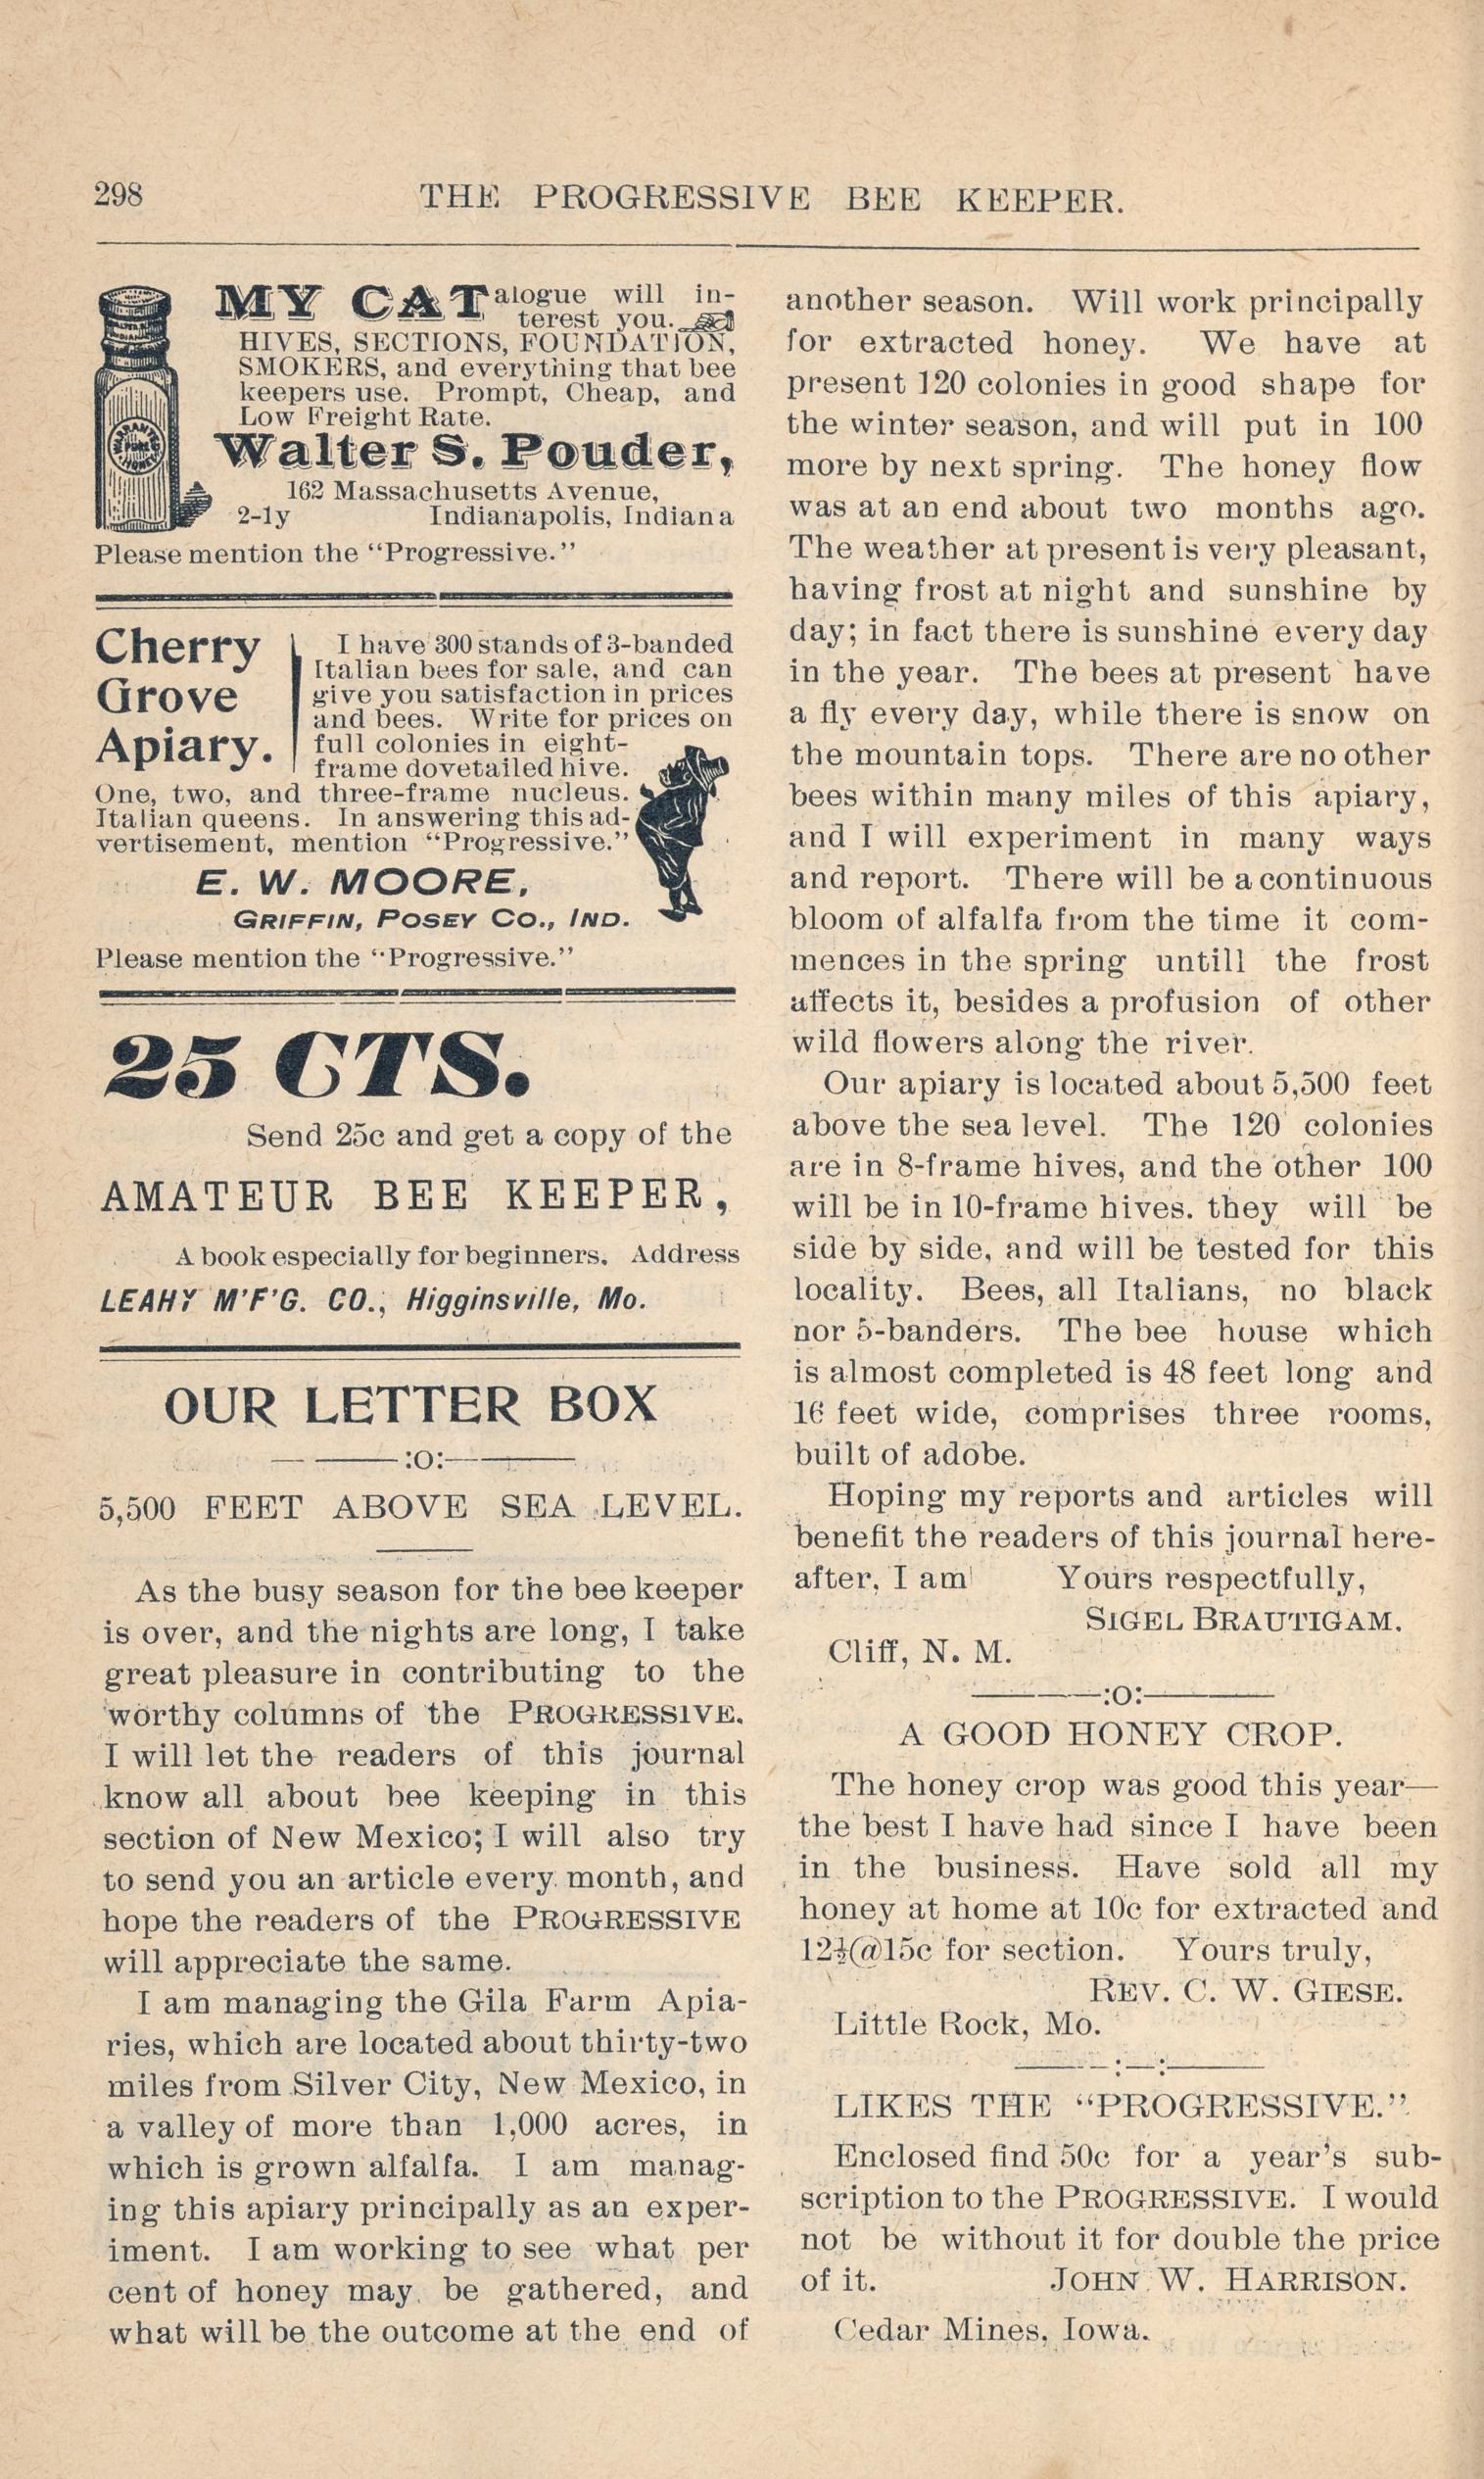 298
THE PROGRESSIVE BEE KEEPER.
MY CATalogue will in-
terest you.
HIVES, SECTIONS, FOUNDATION,
SMOKERS, and everything that bee
keepers use. Prompt, Cheap, and
Low Freight Rate.
Walter S. Pouder,
162 Massachusetts Avenue,
2-1y Indianapolis, Indiana
Please mention the "Progressive."
Cherry
Grove
Apiary.
I have 300 stands of 3-banded
Italian bees for sale, and can
give you satisfaction in prices
and bees. Write for prices on
full colonies in eight-
frame dovetailed hive.
One, two, and three-frame nucleus.
Italian queens. In answering this ad-
vertisement, mention "Progressive."
E. W. MOORE,
GRIFFIN, POSEY CO., IND.
Please mention the "Progressive."
25 CTS.
Send 25c and get a copy of the
AMATEUR BEE KEEPER,
A book especially for beginners. Address
LEAHY M'F'G. CO., Higginsville, Mo.
OUR LETTER BOX
:o:
5,500 FEET ABOVE SEA LEVEL.
As the busy season for the bee keeper
is over, and the nights are long, I take
great pleasure in contributing to the
worthy columns of the PROGRESSIVE.
I will let the readers of this journal
know all about bee keeping in this
section of New Mexico; I will also try
to send you an article every month, and
hope the readers of the PROGRESSIVE
will appreciate the same.
I am managing the Gila Farm Apia-
ries, which are located about thirty-two
miles from Silver City, New Mexico, in
a valley of more than 1,000 acres, in
which is grown alfalfa. I am manag-
ing this apiary principally as an exper-
iment. I am working to see what per
cent of honey may be gathered, and
what will be the outcome at the end of
another season. Will work principally
for extracted honey. We have at
present 120 colonies in good shape for
the winter season, and will put in 100
more by next spring. The honey flow
was at an end about two months ago.
The weather at present is very pleasant,
having frost at night and sunshine by
day; in fact there is sunshine every day
in the year. The bees at present have
a fly every day, while there is snow on
the mountain tops. There are no other
bees within many miles of this apiary,
and I will experiment in many ways
and report. There will be a continuous
bloom of alfalfa from the time it com-
mences in the spring untill the frost
affects it, besides a profusion of other
wild flowers along the river.
Our apiary is located about 5,500 feet
above the sea level. The 120 colonies
are in 8-frame hives, and the other 100
will be in 10-frame hives. they will be
side by side, and will be tested for this
locality. Bees, all Italians, no black
nor 5-banders. The bee house which
is almost completed is 48 feet long and
16 feet wide, comprises three rooms,
built of adobe.
Hoping my reports and articles will
benefit the readers of this journal here-
after, I am Yours respectfully,
SIGEL BRAUTIGAM.
Cliff, N. M.
:o:
A GOOD HONEY CROP.
The honey crop was good this year—
the best I have had since I have been
in the business. Have sold all my
honey at home at 10c for extracted and
12½@15c for section. Yours truly,
REV. C. W. GIESE.
Little Rock, Mo.
:—:
LIKES THE "PROGRESSIVE."
Enclosed find 50c for a year's sub-
scription to the PROGRESSIVE. I would
not be without it for double the price
of it. JOHN W. HARRISON.
Cedar Mines, Iowa.